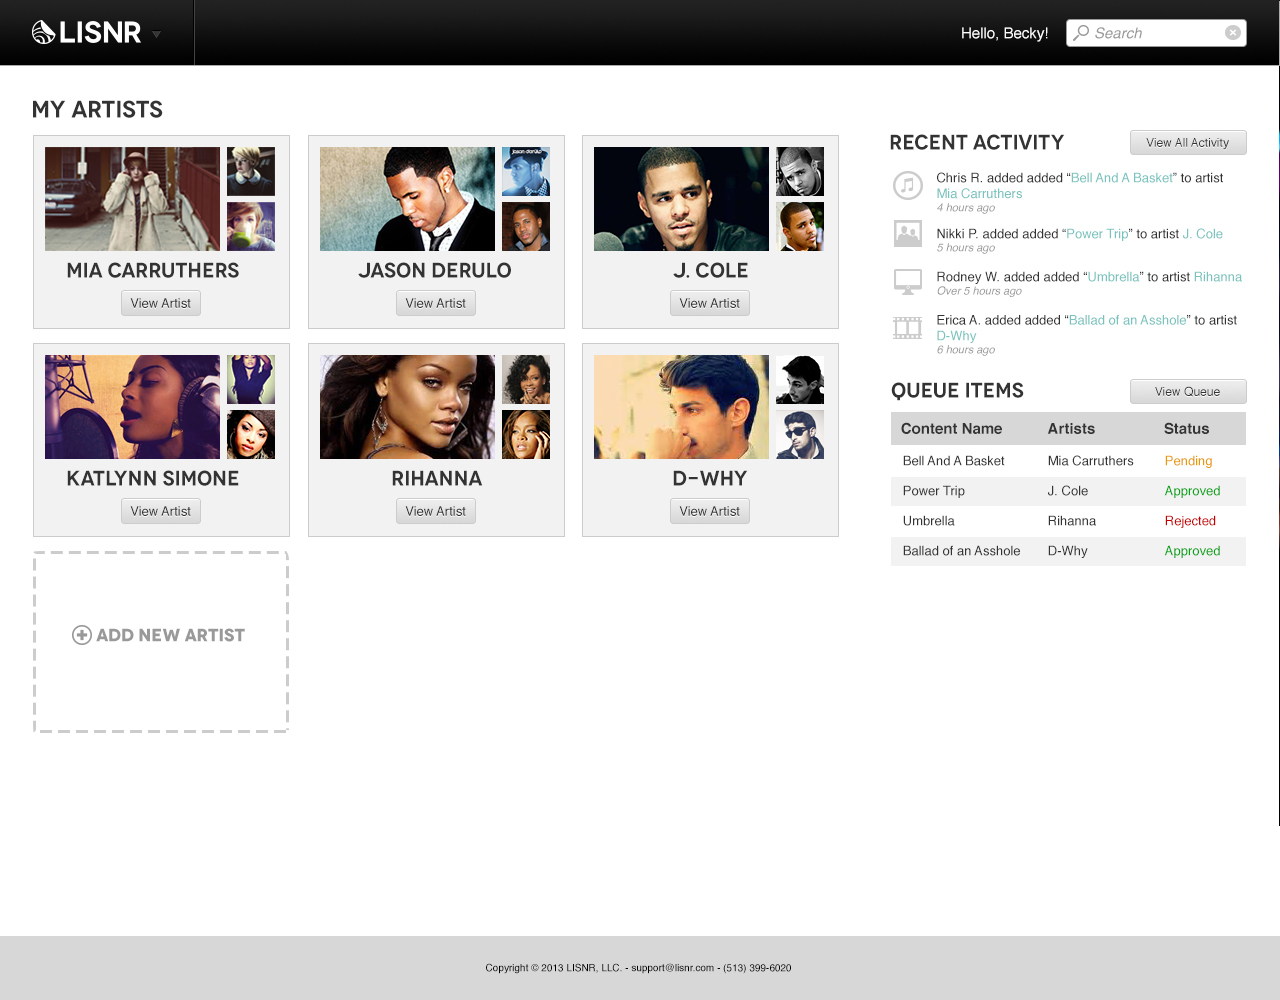 LISNR
Hello, Becky!
Search
MY ARTISTS
jason derulo
MIA CARRUTHERS
View Artist
JASON DERULO
View Artist
J. COLE
View Artist
KATLYNN SIMONE
View Artist
RIHANNA
View Artist
D-WHY
View Artist
ADD NEW ARTIST
RECENT ACTIVITY
View All Activity
Chris R. added added “Bell And A Basket” to artist
Mia Carruthers
4 hours ago
Nikki P. added added “Power Trip” to artist J. Cole
5 hours ago
Rodney W. added added “Umbrella” to artist Rihanna
Over 5 hours ago
Erica A. added added “Ballad of an Asshole” to artist
D-Why
6 hours ago
QUEUE ITEMS
View Queue
Content Name Artists Status
Bell And A Basket Mia Carruthers Pending
Power Trip J. Cole Approved
Umbrella Rihanna Rejected
Ballad of an Asshole D-Why Approved
Copyright © 2013 LISNR, LLC. - support@lisnr.com - (513) 399-6020